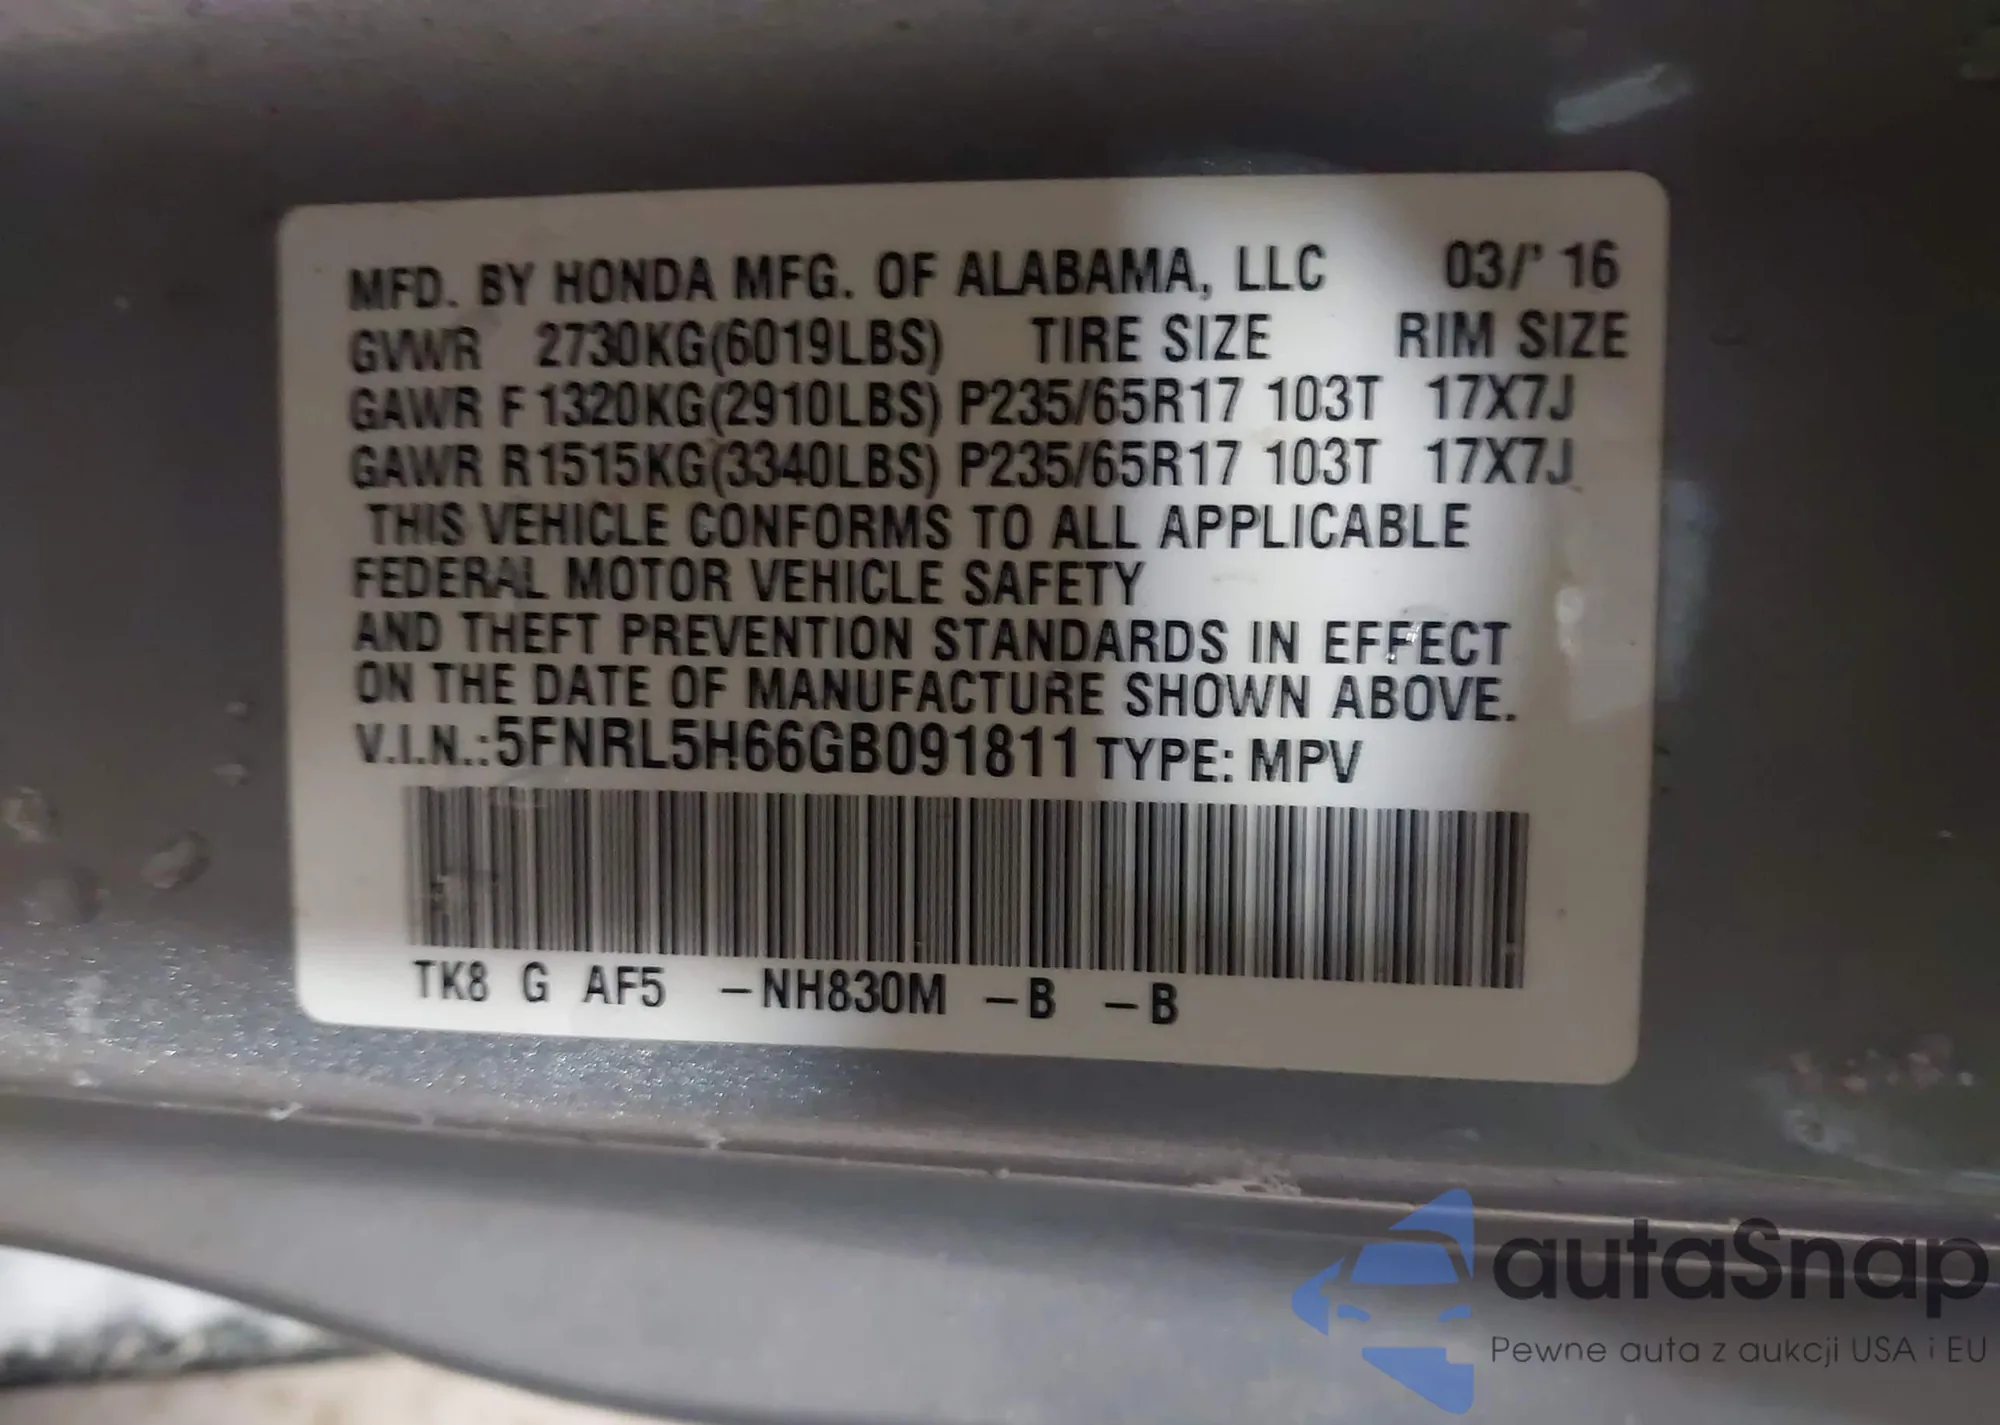 MFD. BY HONDA MFG. OF ALABAMA, LLC 03/' 16
GVWR 2730KG(6019LBS) TIRE SIZE RIM SIZE
GAWR F 1320KG(2910LBS) P235/65R17 103T 17X7J
GAWR R 1515KG(3340LBS) P235/65R17 103T 17X7J
THIS VEHICLE CONFORMS TO ALL APPLICABLE
FEDERAL MOTOR VEHICLE SAFETY
AND THEFT PREVENTION STANDARDS IN EFFECT
ON THE DATE OF MANUFACTURE SHOWN ABOVE.
V.I.N.:5FNRL5H66GB091811 TYPE: MPV
TK8 G AF5 -NH830M -B -B
autaSnap
Pewne auta z aukcji USA i EU